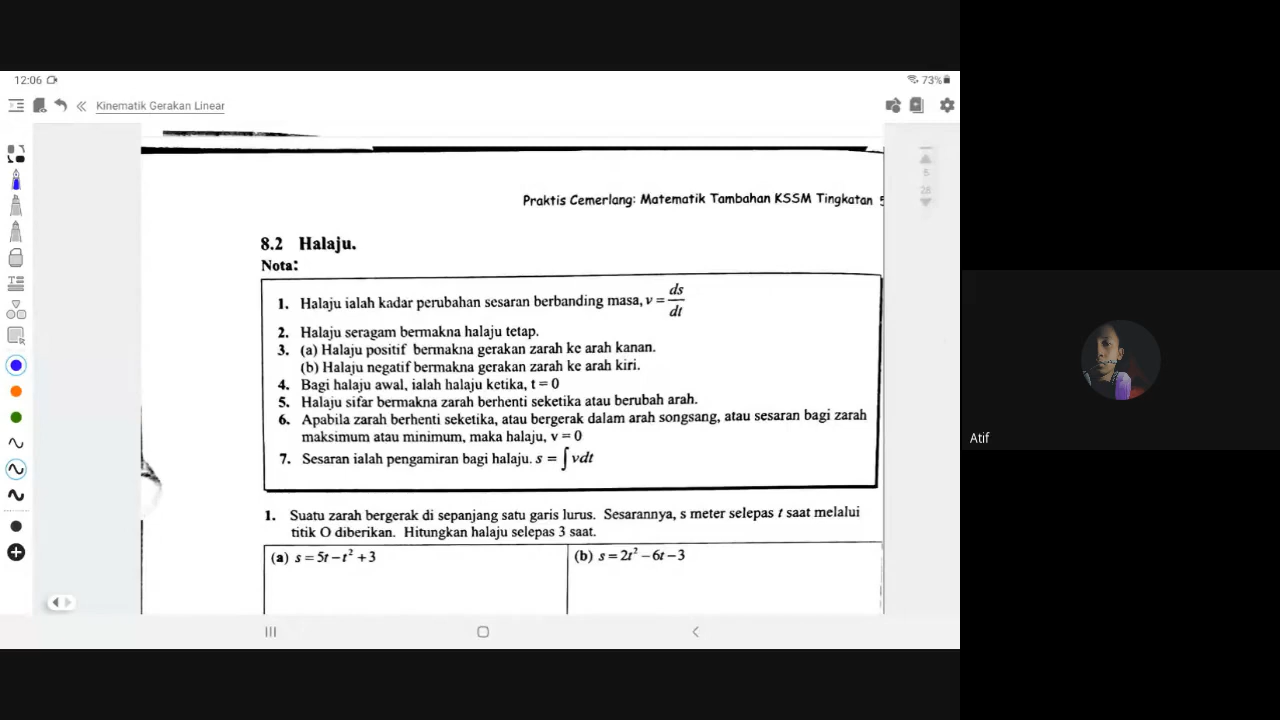 12:06
73%
Kinematik Gerakan Linear
5
28
Praktis Cemerlang: Matematik Tambahan KSSM Tingkatan 5
8.2 Halaju.
Nota:
1. Halaju ialah kadar perubahan sesaran berbanding masa, v = ds/dt
2. Halaju seragam bermakna halaju tetap.
3. (a) Halaju positif bermakna gerakan zarah ke arah kanan.
(b) Halaju negatif bermakna gerakan zarah ke arah kiri.
4. Bagi halaju awal, ialah halaju ketika, t = 0
5. Halaju sifar bermakna zarah berhenti seketika atau berubah arah.
6. Apabila zarah berhenti seketika, atau bergerak dalam arah songsang, atau sesaran bagi zarah
maksimum atau minimum, maka halaju, v = 0
7. Sesaran ialah pengamiran bagi halaju. s = ∫vdt
1. Suatu zarah bergerak di sepanjang satu garis lurus. Sesarannya, s meter selepas t saat melalui
titik O diberikan. Hitungkan halaju selepas 3 saat.
(a) s = 5t − t² + 3
(b) s = 2t² − 6t − 3
Atif